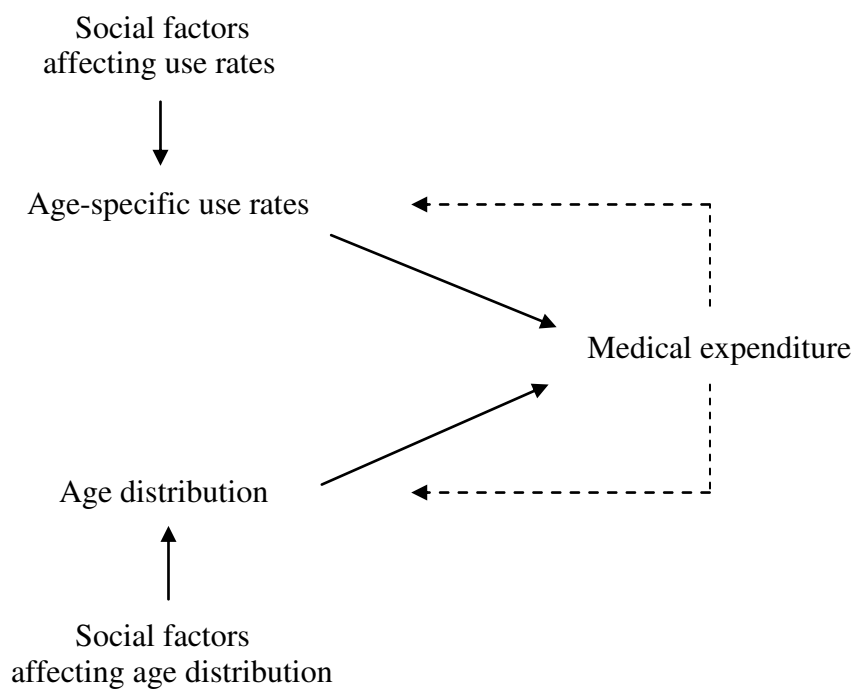 Social factors
affecting use rates
Age-specific use rates
Medical expenditure
Age distribution
Social factors
affecting age distribution